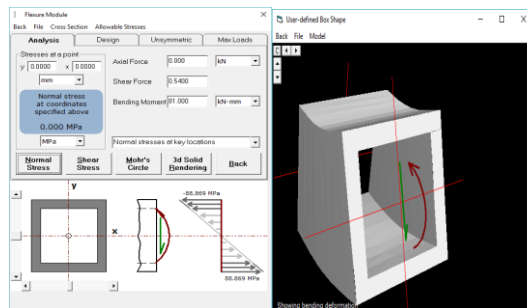 Flexure Module
Back File Cross Section Allowable Stresses
Analysis Design Unsymmetric Max Loads
Stresses at a point
y 0.0000 x 0.0000
mm
Normal stress
at coordinates
specified above
0.000 MPa
MPa
Axial Force 0.000 kN
Shear Force 0.5400
Bending Moment 81.000 kN-mm
Normal stresses at key locations
Normal Stress
Shear Stress
Mohr's Circle
3d Solid Rendering
Back
y
x
-88.869 MPa
88.869 MPa
User-defined Box Shape
Back File Model
Showing bending deformation